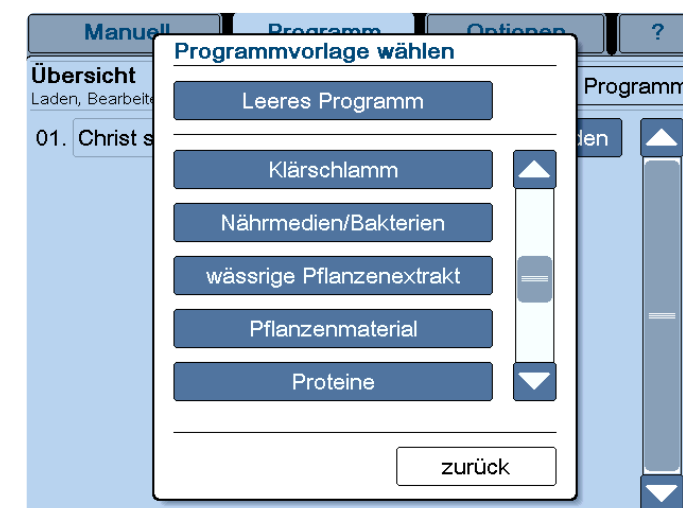 Manuell Programm Optionen ?
Programmvorlage wählen
Übersicht
Laden, Bearbeite
Leeres Programm
Programm
01. Christ s
den
Klärschlamm
Nährmedien/Bakterien
wässrige Pflanzenextrakt
Pflanzenmaterial
Proteine
zurück